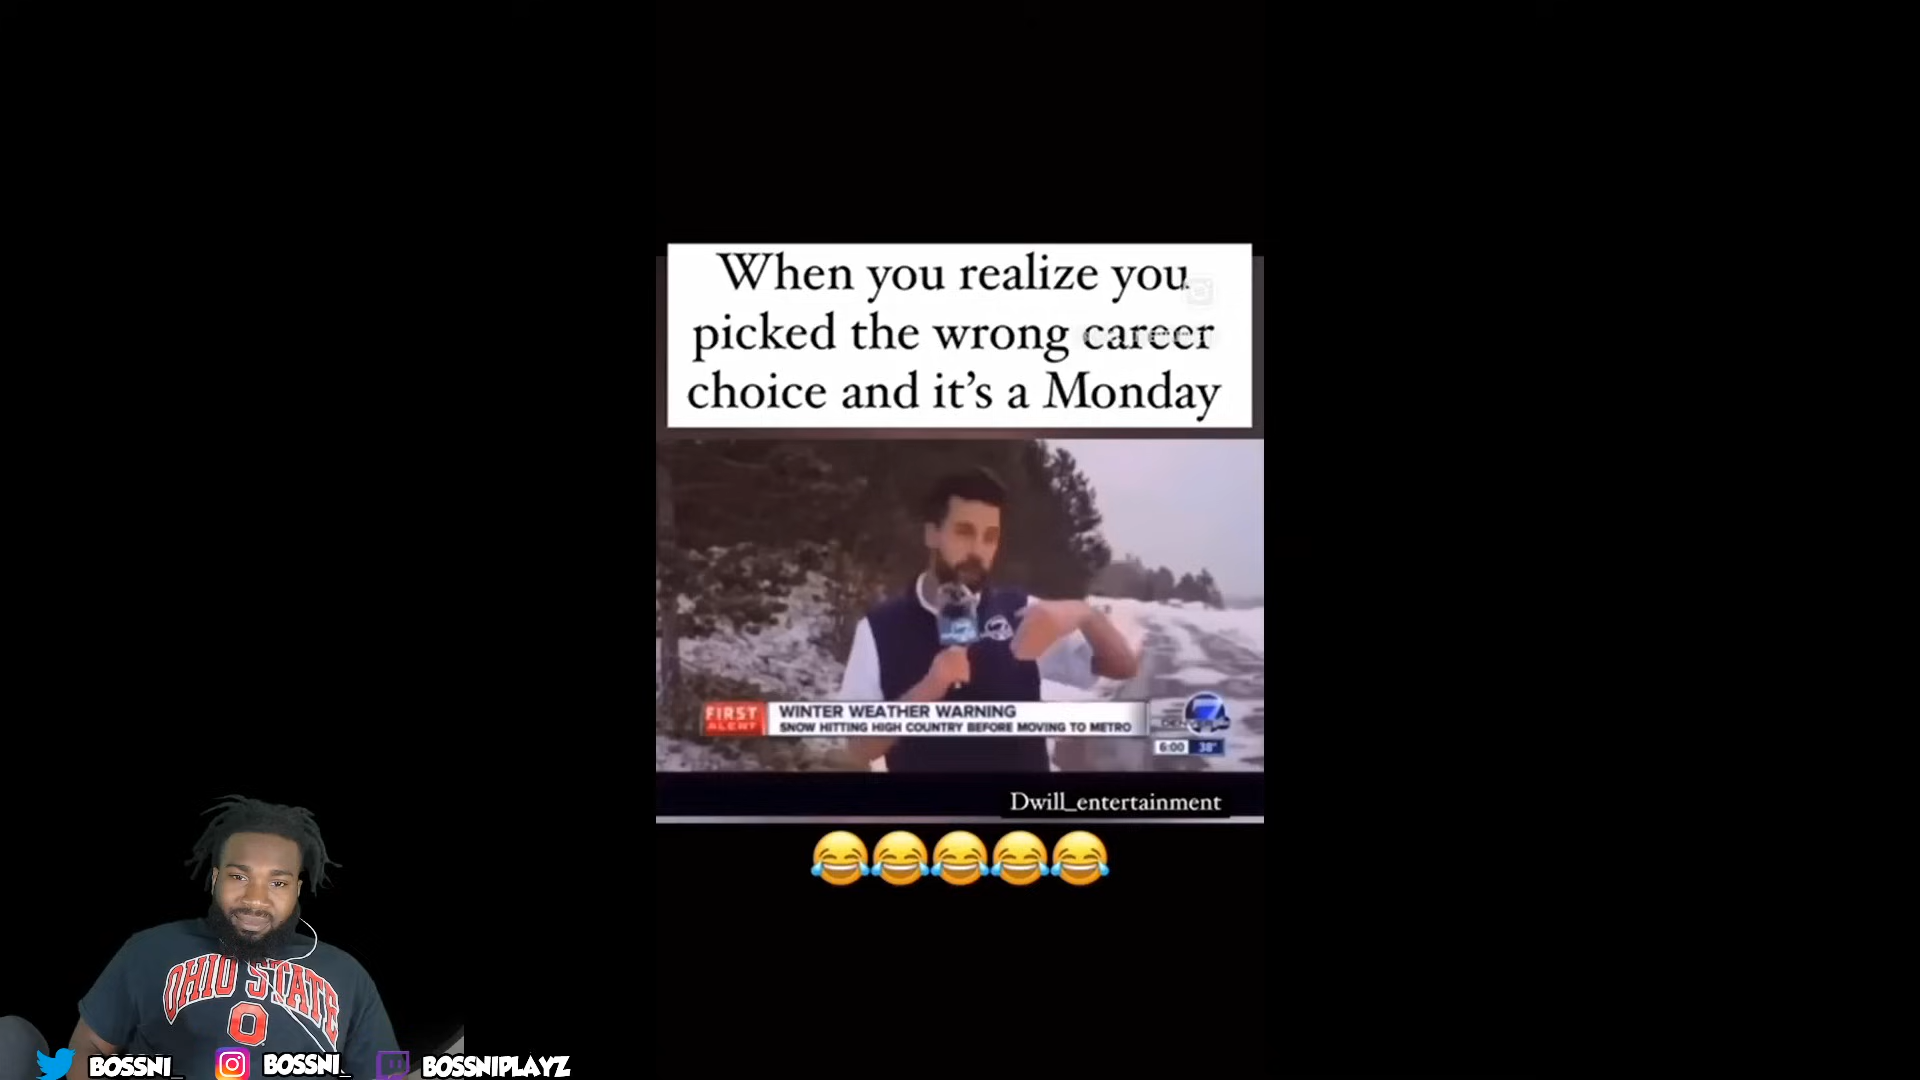 When you realize you
picked the wrong career
choice and it's a Monday
FIRST
ALERT
WINTER WEATHER WARNING
SNOW HITTING HIGH COUNTRY BEFORE MOVING TO METRO
7
6:00 38°
Dwill_entertainment
OHIO STATE
O
BOSSNI_
BOSSNI_
BOSSNIPLAYZ